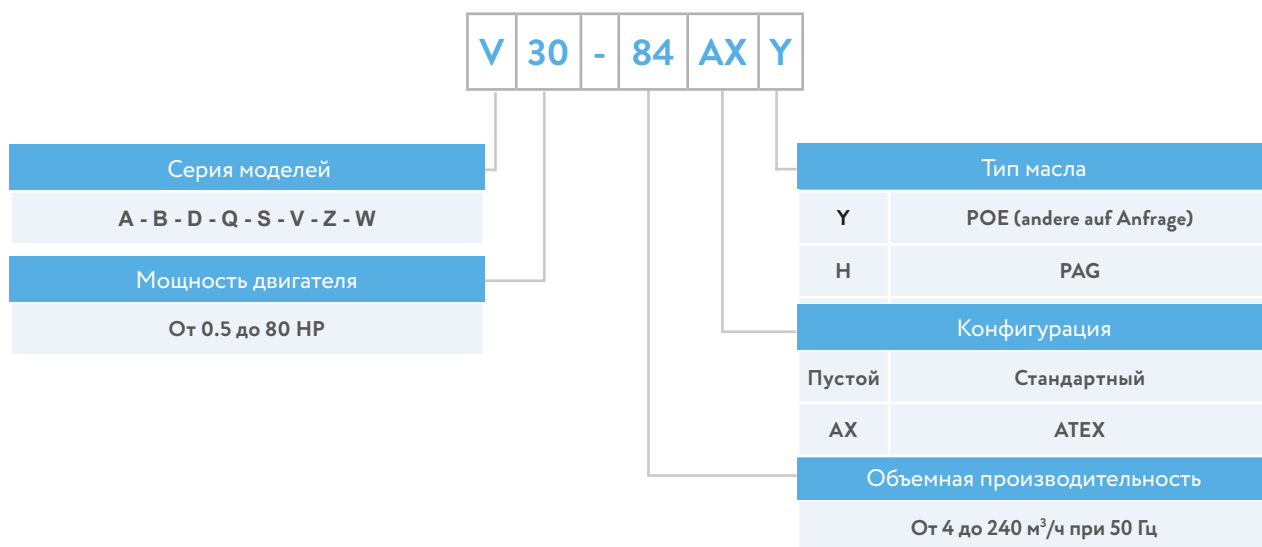 V 30 - 84 AX Y
Серия моделей
A - B - D - Q - S - V - Z - W
Мощность двигателя
От 0.5 до 80 HP
Тип масла
Y POE (andere auf Anfrage)
H PAG
Конфигурация
Пустой Стандартный
AX ATEX
Объемная производительность
От 4 до 240 м³/ч при 50 Гц